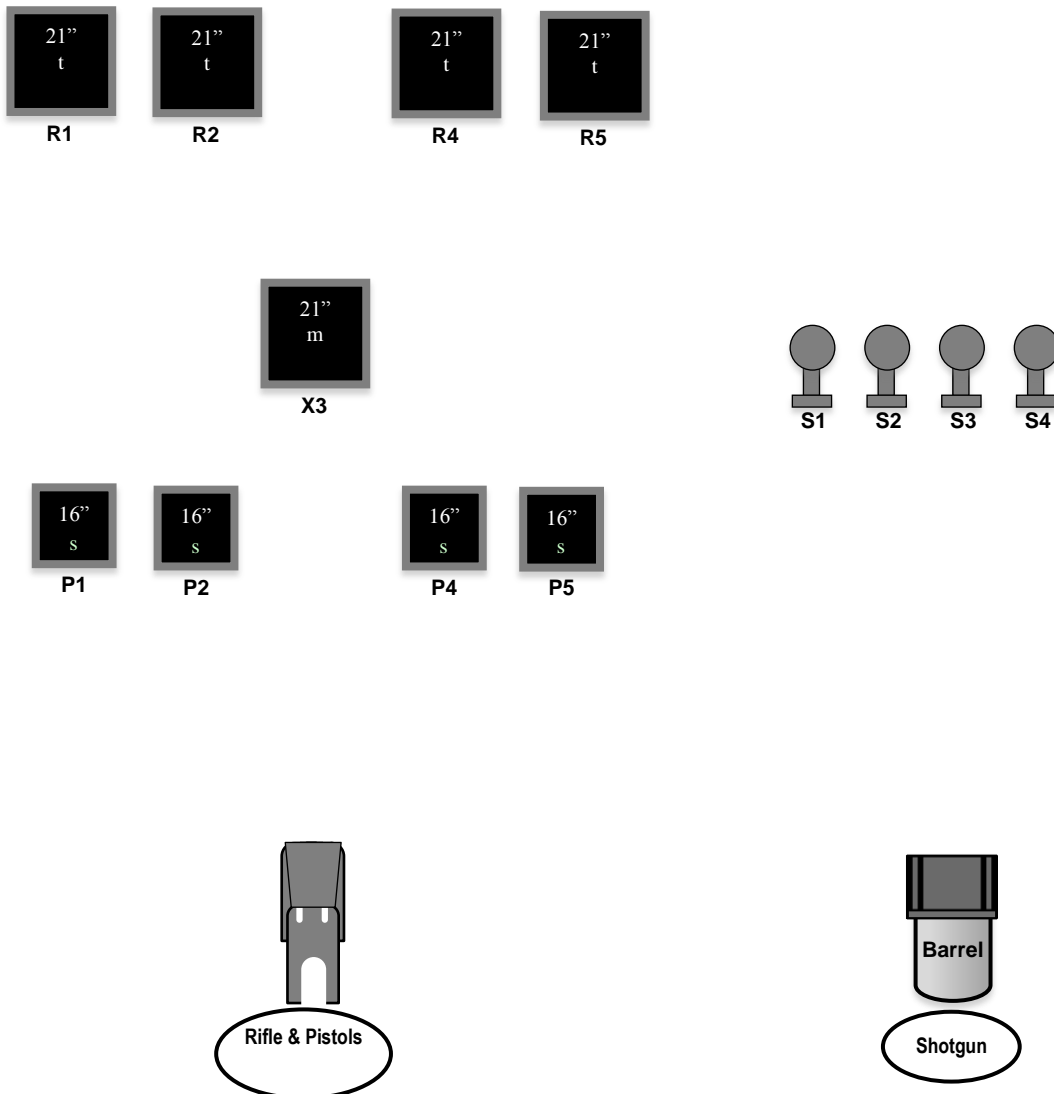 21”
t
R1
21”
t
R2
21”
t
R4
21”
t
R5
21”
m
X3
S1
S2
S3
S4
16”
s
P1
16”
s
P2
16”
s
P4
16”
s
P5
Barrel
Rifle & Pistols
Shotgun